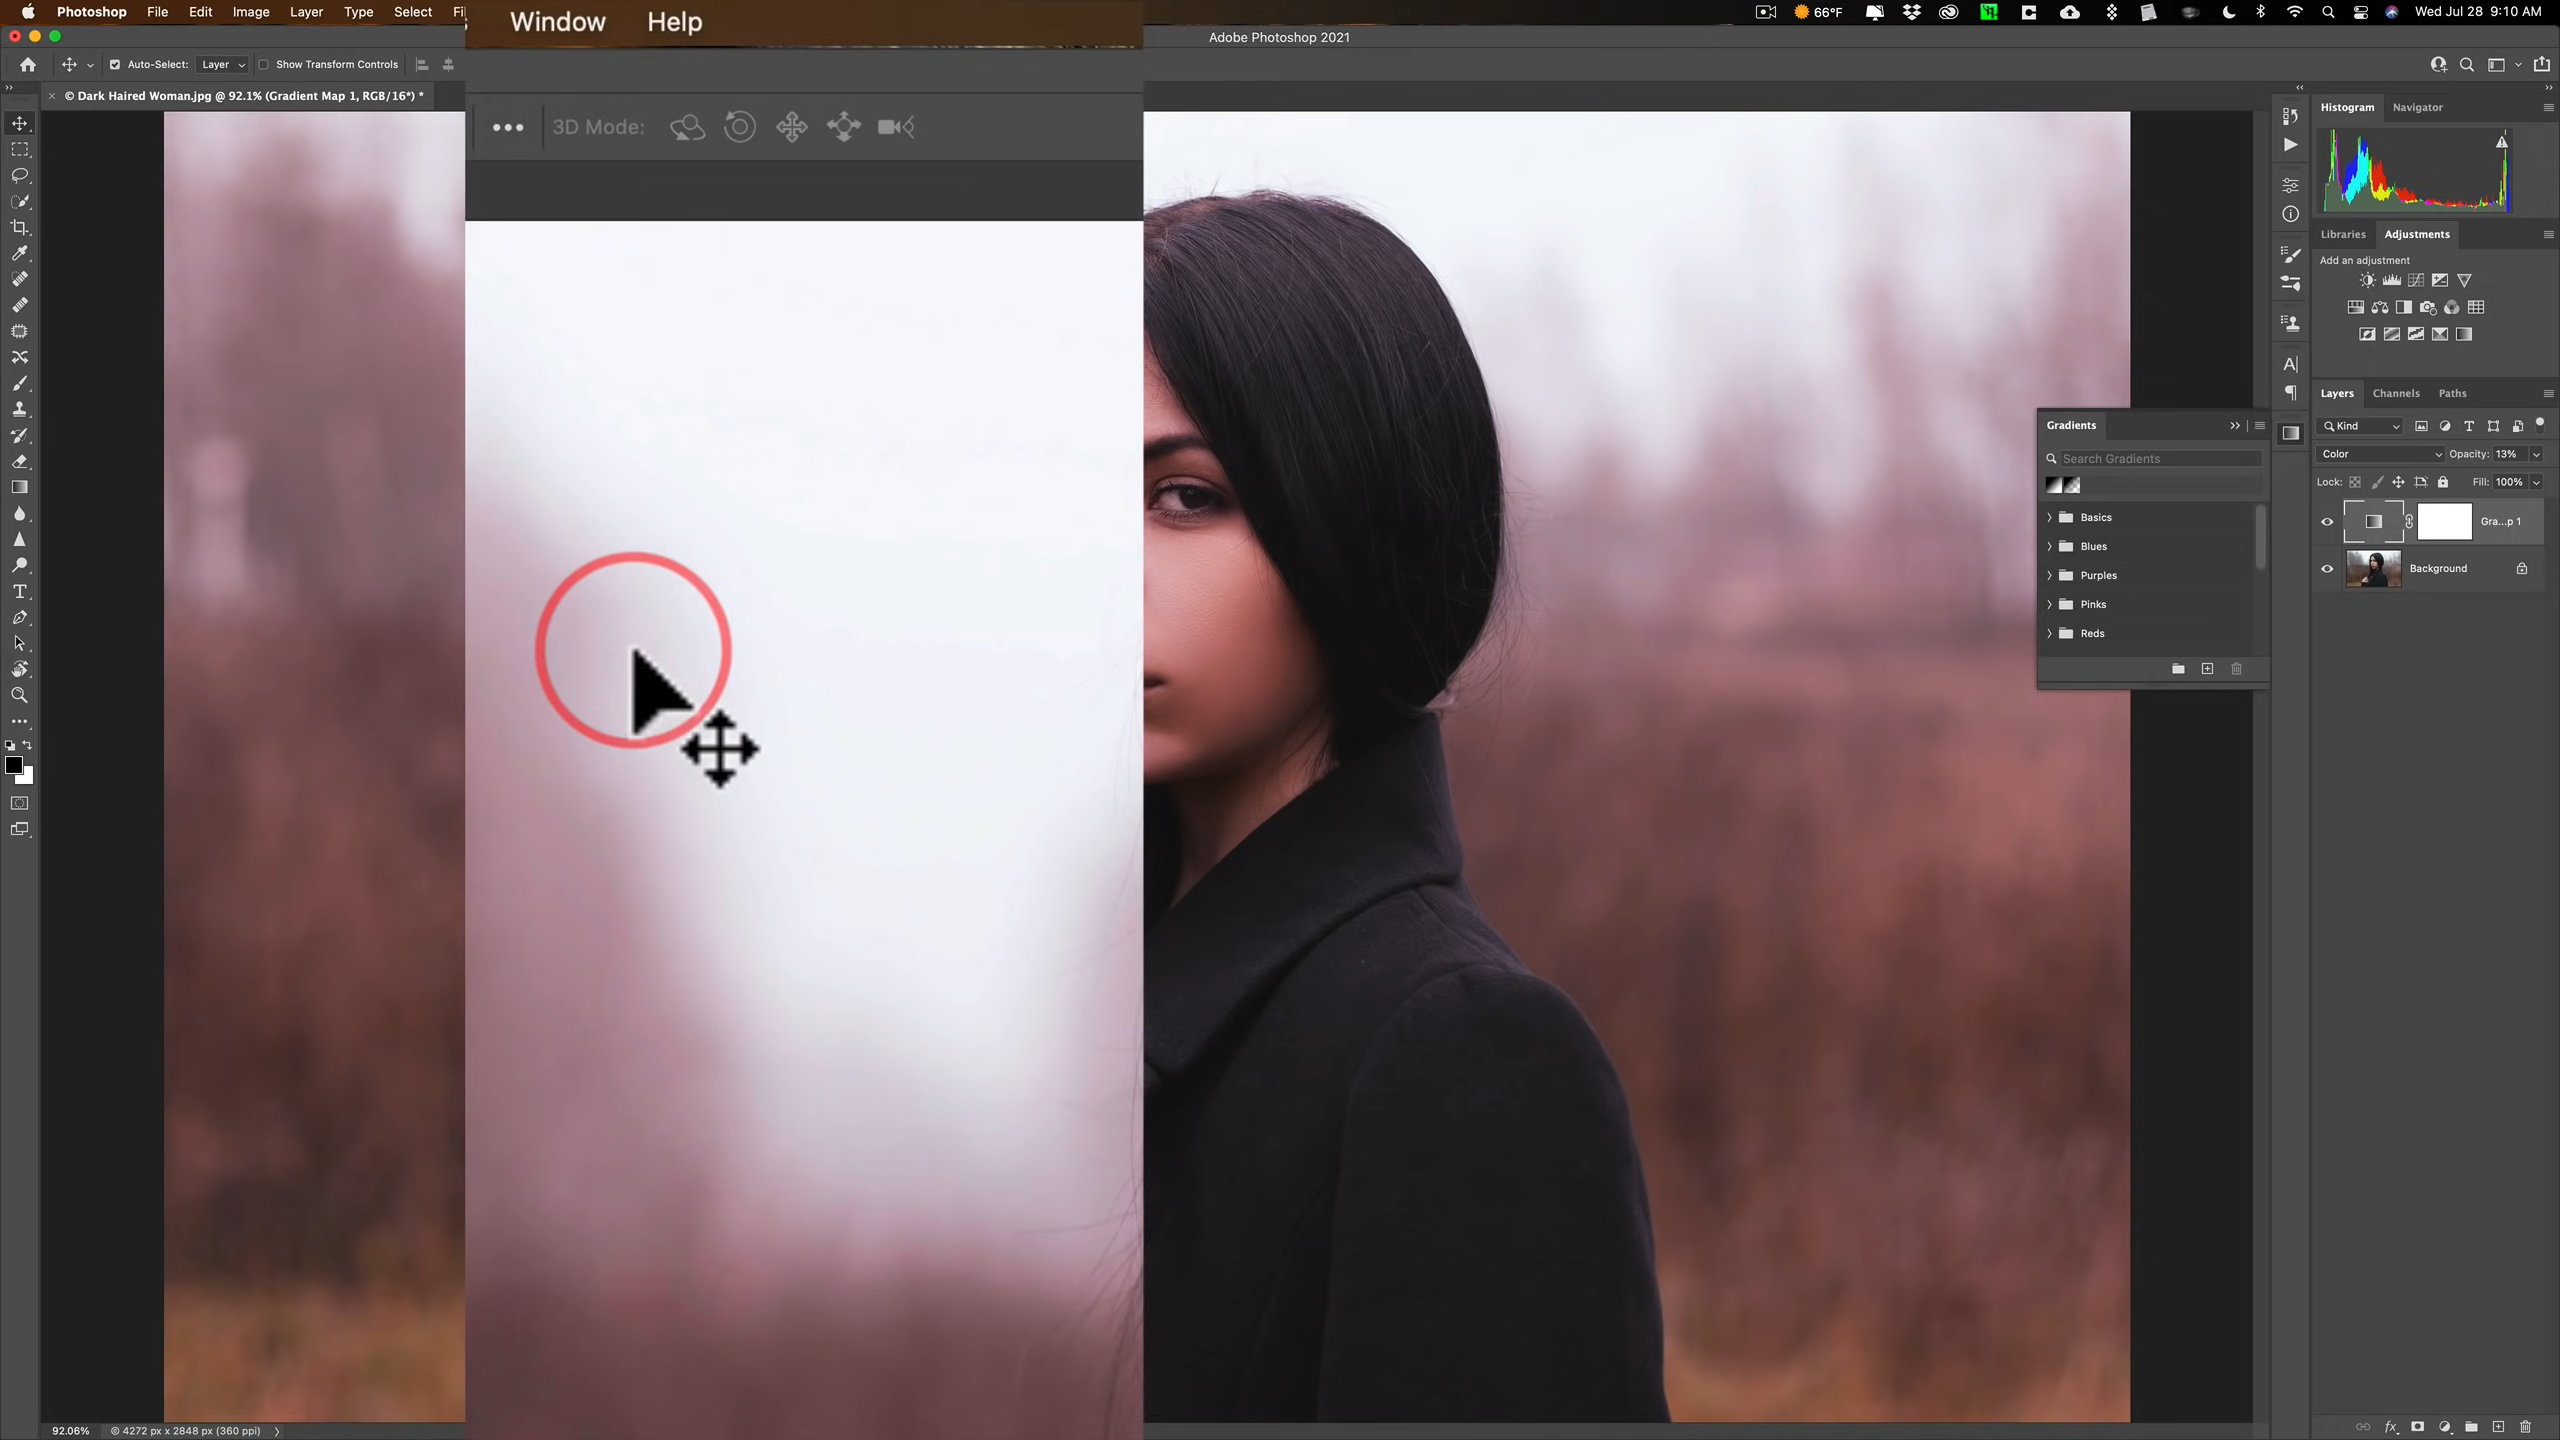 Photoshop File Edit Image Layer Type Select Window Help 66°F Wed Jul 28 9:10 AM
Adobe Photoshop 2021
Auto-Select: Layer Show Transform Controls 3D Mode:
© Dark Haired Woman.jpg @ 92.1% (Gradient Map 1, RGB/16*) *
Histogram Navigator
Libraries Adjustments
Add an adjustment
Layers Channels Paths
Kind
Color Opacity: 13%
Lock: Fill: 100%
Gra...p 1
Background
Gradients
Search Gradients
Basics
Blues
Purples
Pinks
Reds
92.06% © 4272 px x 2848 px (360 ppi)